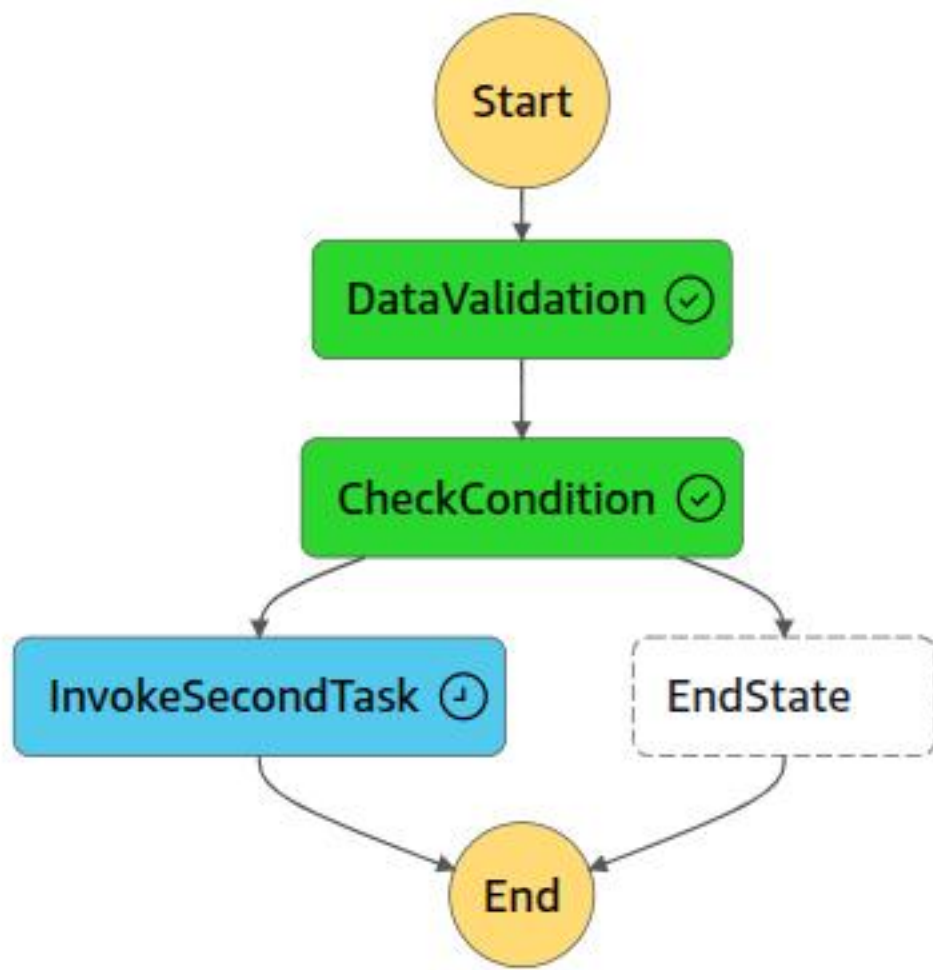 Start
DataValidation
CheckCondition
InvokeSecondTask
EndState
End